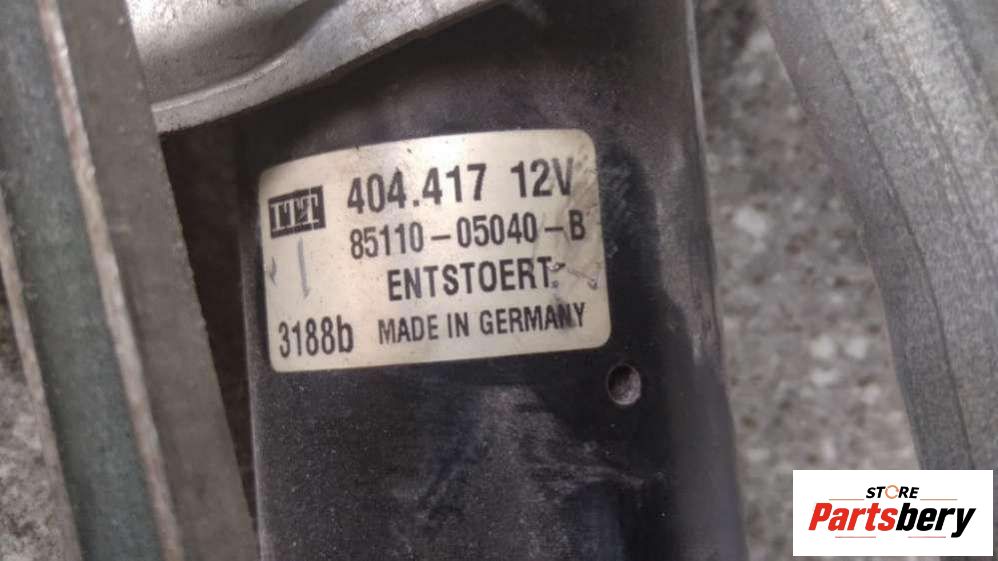 ITT 404.417 12V
85110-05040-B
ENTSTOERT
3188b MADE IN GERMANY
STORE
Partsbery